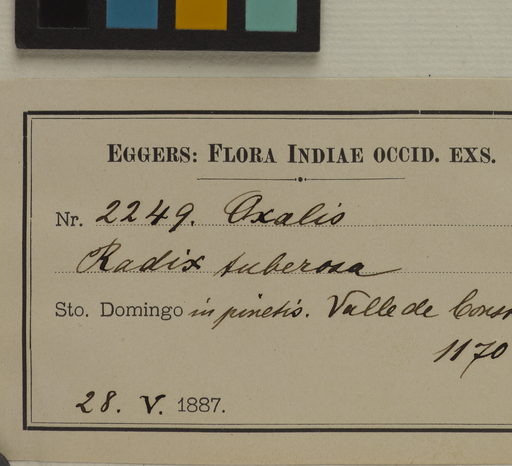 EGGERS: FLORA INDIAE OCCID. EXS.
Nr. 2249. Oxalis
Radix tuberosa
Sto. Domingo in pinetis. Valle de Const
1170
28. V. 1887.